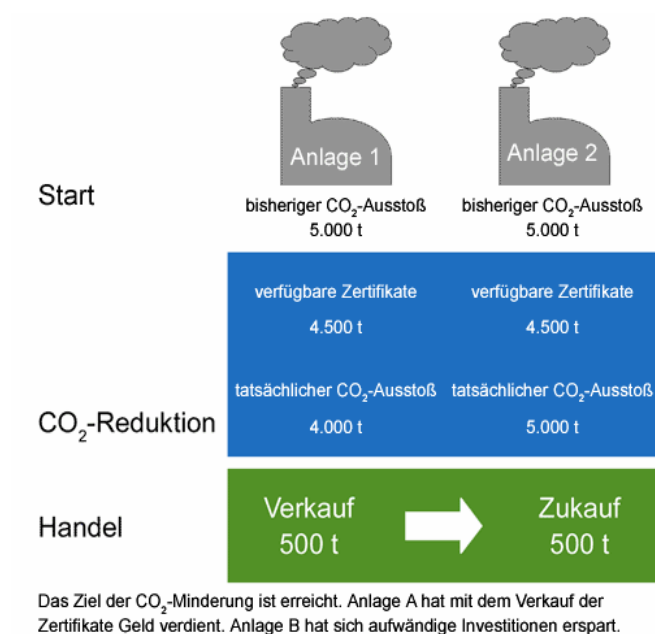 Anlage 1
Anlage 2
Start
bisheriger CO₂-Ausstoß
5.000 t
bisheriger CO₂-Ausstoß
5.000 t
verfügbare Zertifikate
4.500 t
verfügbare Zertifikate
4.500 t
CO₂-Reduktion
tatsächlicher CO₂-Ausstoß
4.000 t
tatsächlicher CO₂-Ausstoß
5.000 t
Handel
Verkauf
500 t
Zukauf
500 t
Das Ziel der CO₂-Minderung ist erreicht. Anlage A hat mit dem Verkauf der
Zertifikate Geld verdient. Anlage B hat sich aufwändige Investitionen erspart.